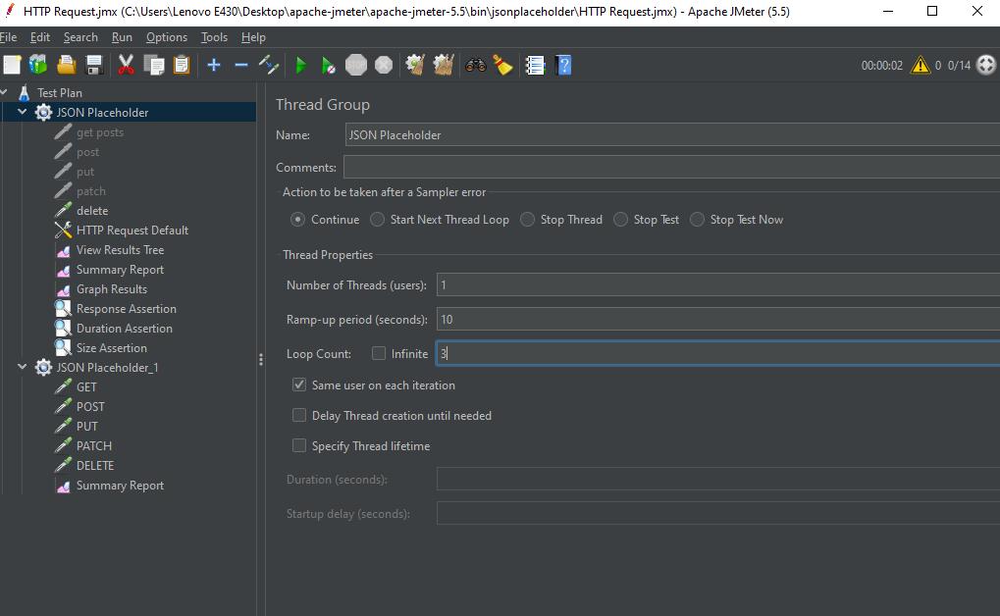 HTTP Request.jmx (C:\Users\Lenovo E430\Desktop\apache-jmeter\apache-jmeter-5.5\bin\jsonplaceholder\HTTP Request.jmx) - Apache JMeter (5.5)
File Edit Search Run Options Tools Help
00:00:02 0 0/14
Test Plan
JSON Placeholder
get posts
post
put
patch
delete
HTTP Request Default
View Results Tree
Summary Report
Graph Results
Response Assertion
Duration Assertion
Size Assertion
JSON Placeholder_1
GET
POST
PUT
PATCH
DELETE
Summary Report
Thread Group
Name: JSON Placeholder
Comments:
Action to be taken after a Sampler error
Continue Start Next Thread Loop Stop Thread Stop Test Stop Test Now
Thread Properties
Number of Threads (users): 1
Ramp-up period (seconds): 10
Loop Count: Infinite 3
Same user on each iteration
Delay Thread creation until needed
Specify Thread lifetime
Duration (seconds):
Startup delay (seconds):